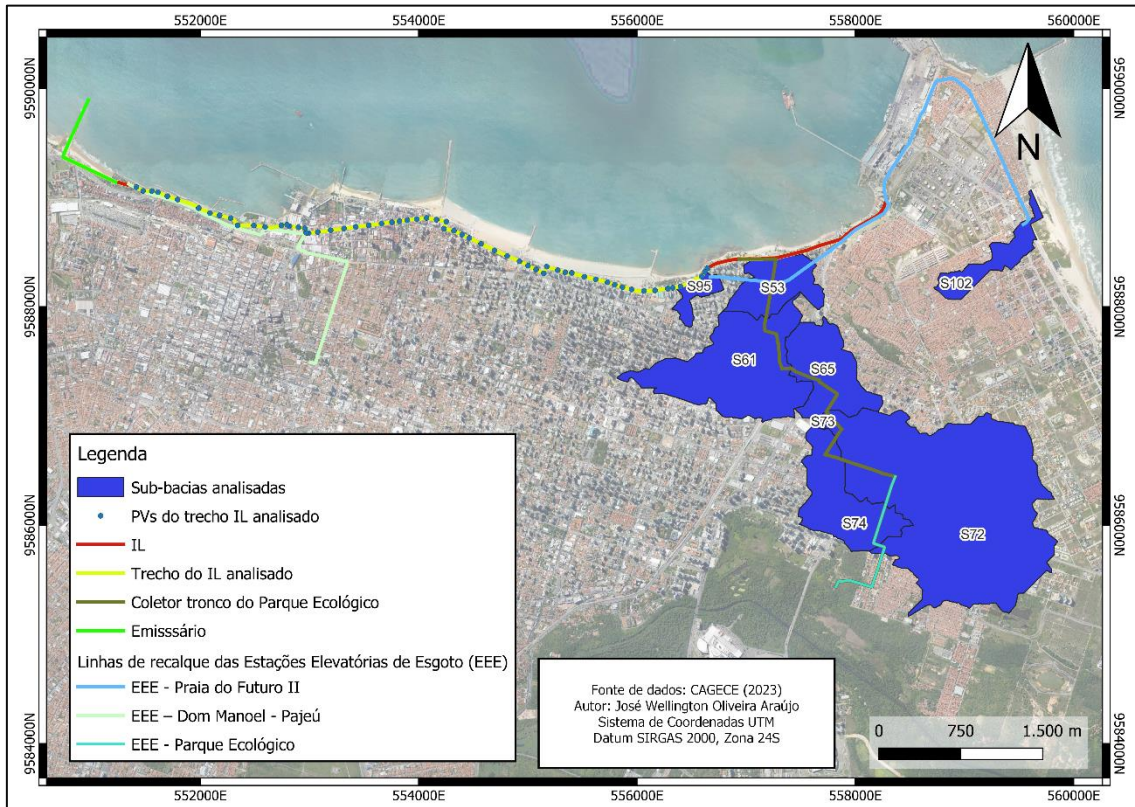 552000E 554000E 556000E 558000E 560000E
9590000N 9590000N
N
S102
S95 S53
9588000N 9588000N
S61 S65
S73
S74 S72
9586000N 9586000N
Legenda
Sub-bacias analisadas
PVs do trecho IL analisado
IL
Trecho do IL analisado
Coletor tronco do Parque Ecológico
Emisssário
Linhas de recalque das Estações Elevatórias de Esgoto (EEE)
EEE - Praia do Futuro II
EEE – Dom Manoel - Pajeú
EEE - Parque Ecológico
Fonte de dados: CAGECE (2023)
Autor: José Wellington Oliveira Araújo
Sistema de Coordenadas UTM
Datum SIRGAS 2000, Zona 24S
0 750 1.500 m
9584000N 9584000N
552000E 554000E 556000E 558000E 560000E